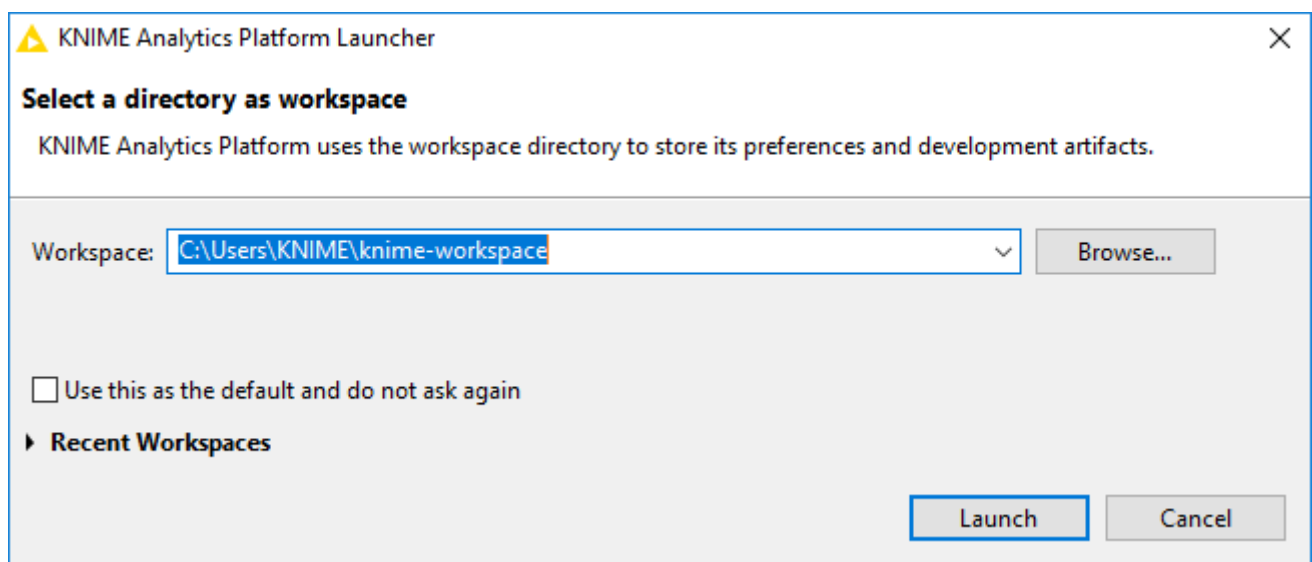 KNIME Analytics Platform Launcher
Select a directory as workspace
KNIME Analytics Platform uses the workspace directory to store its preferences and development artifacts.
Workspace: C:\Users\KNIME\knime-workspace Browse...
Use this as the default and do not ask again
Recent Workspaces
Launch Cancel